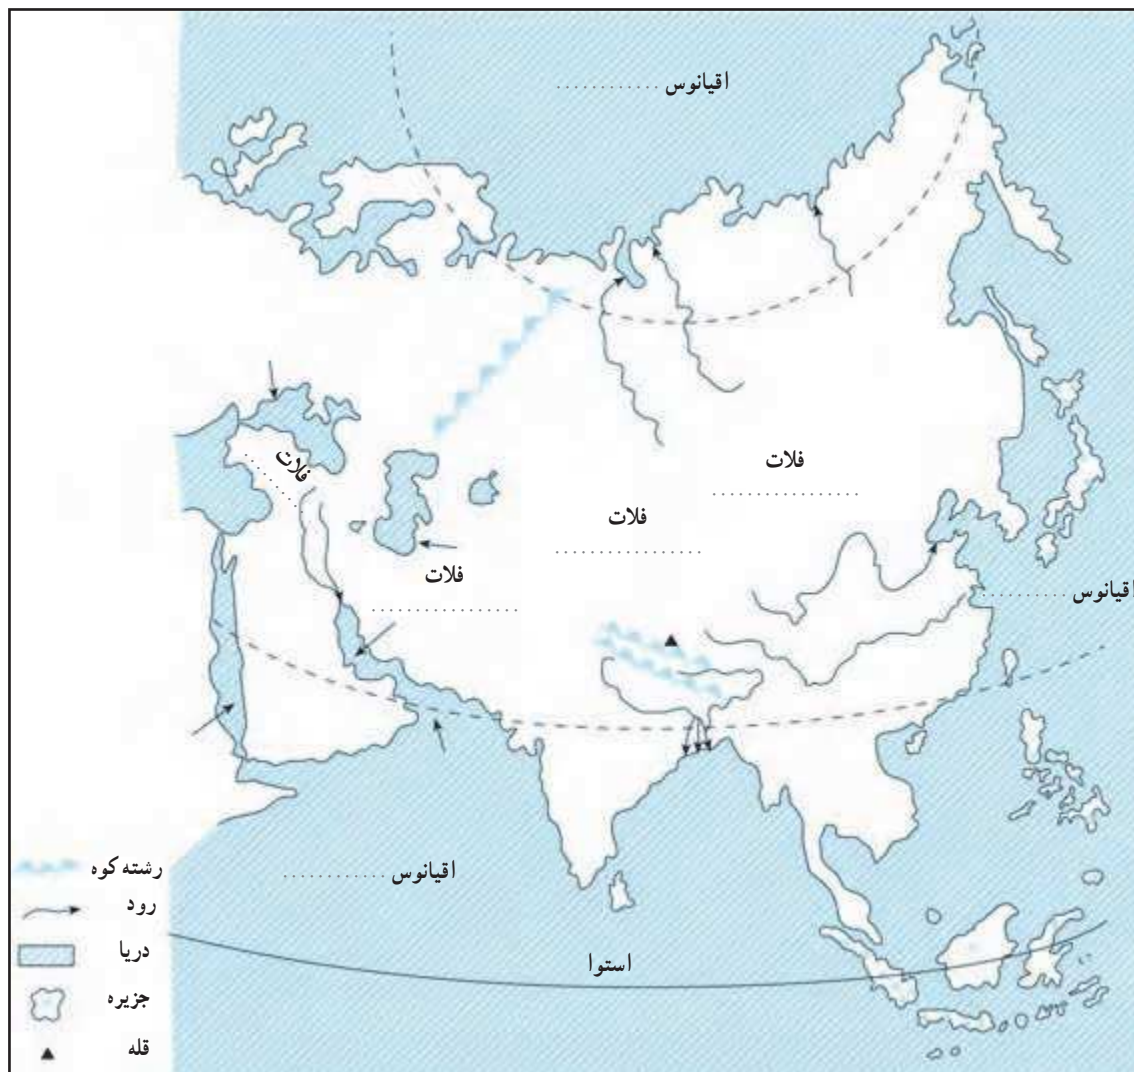 اقیانوس ............
فلات
................
فلات
................
فلات
................
فلات
................
اقیانوس ............
اقیانوس ............
استوا
رشته کوه
رود
دریا
جزیره
قله